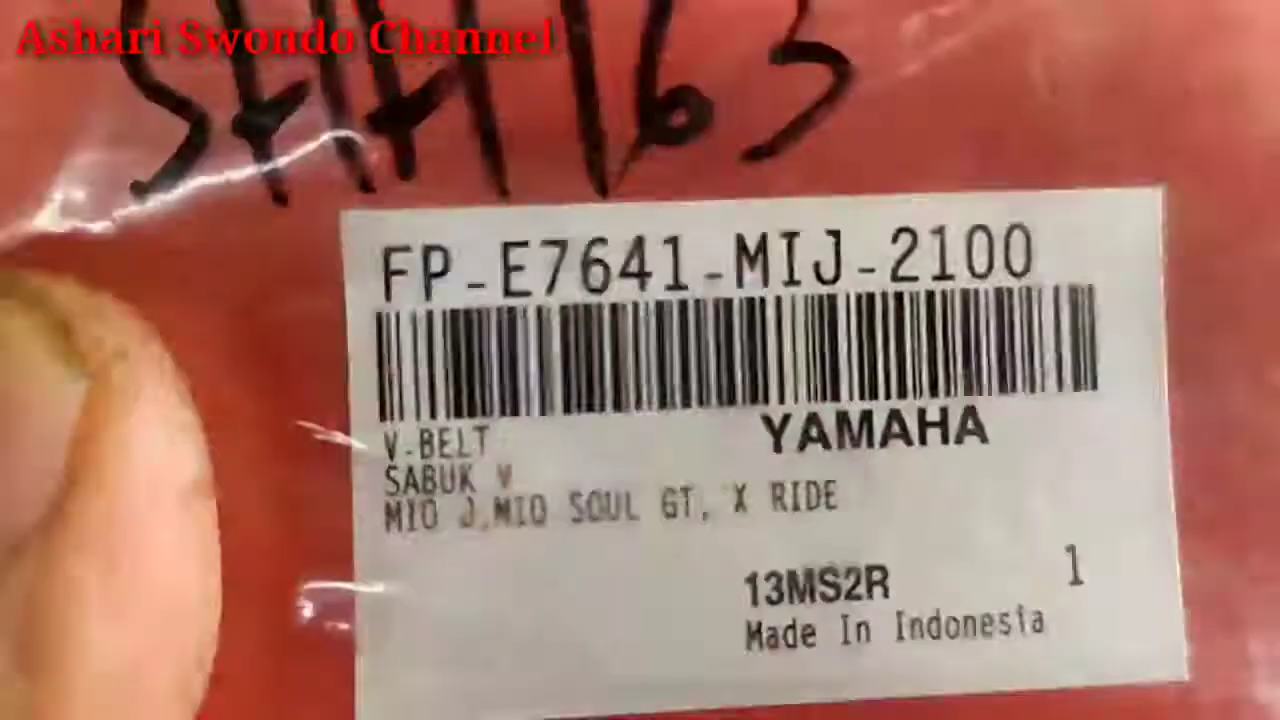 Ashari Swondo Channel
FP-E7641-MIJ-2100
YAMAHA
V-BELT
SABUK V
MIO J,MIO SOUL GT, X RIDE
13MS2R
1
Made In Indonesia